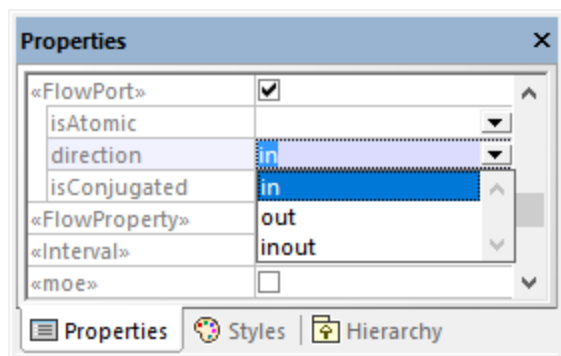 Properties
«FlowPort»
isAtomic
direction in
isConjugated in
«FlowProperty» out
«Interval» inout
«moe»
Properties Styles Hierarchy